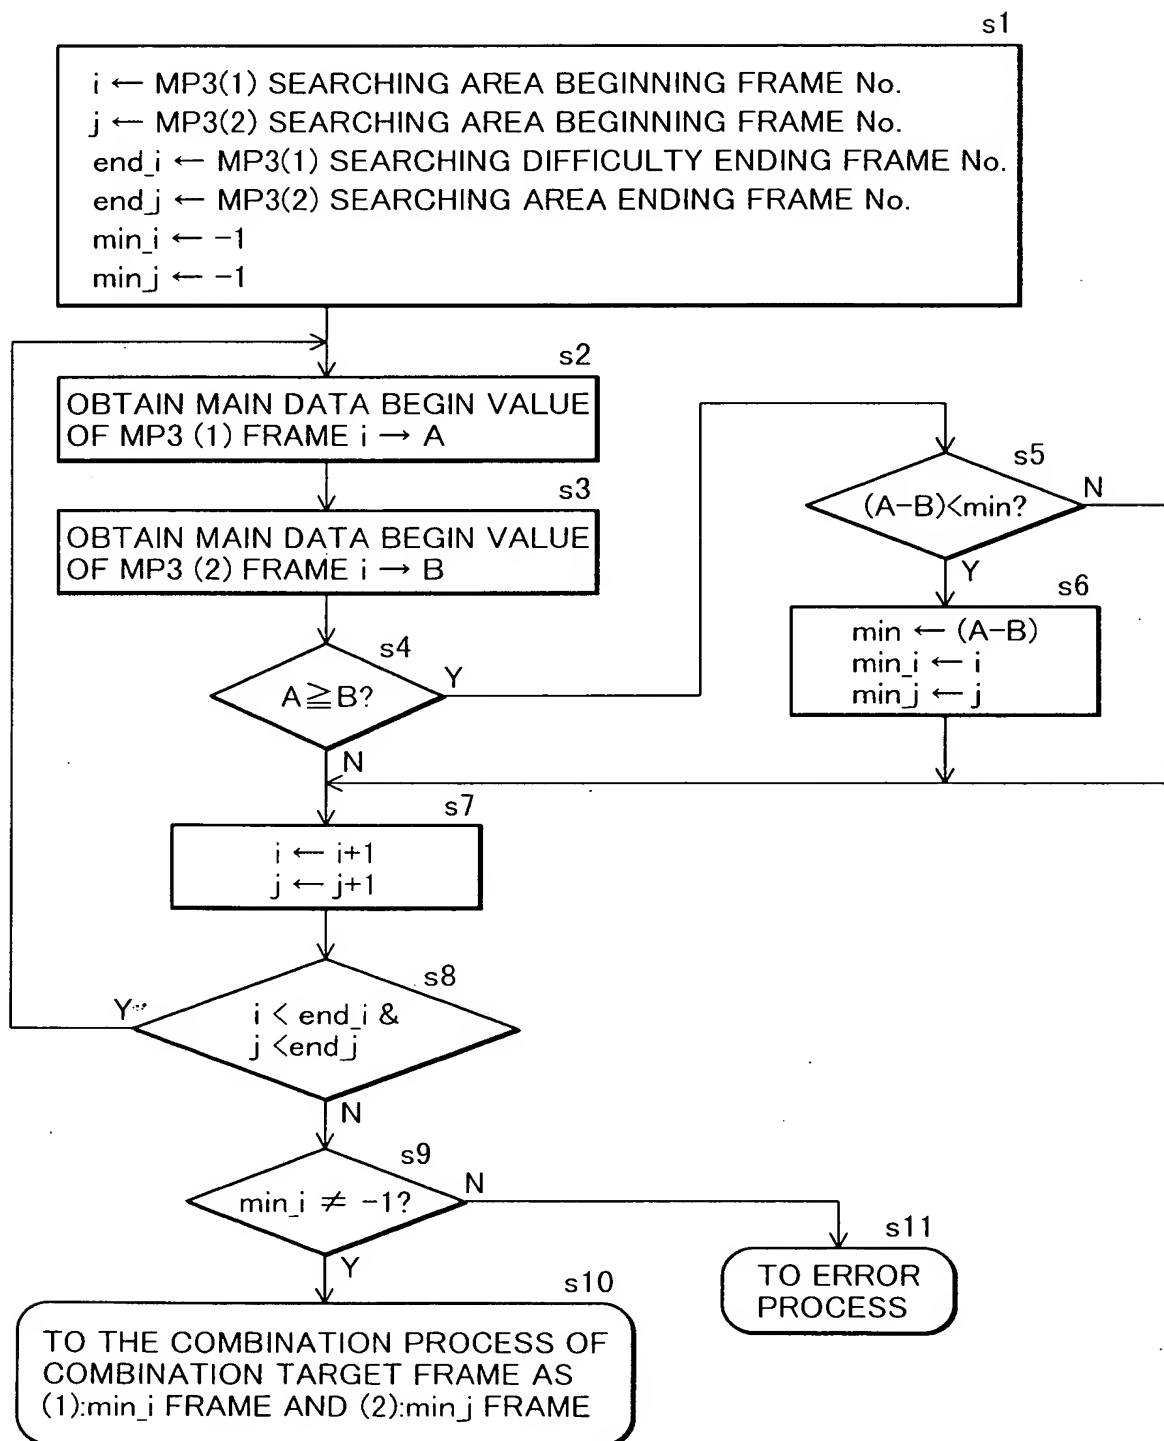 s1
i ← MP3(1) SEARCHING AREA BEGINNING FRAME No.
j ← MP3(2) SEARCHING AREA BEGINNING FRAME No.
end_i ← MP3(1) SEARCHING DIFFICULTY ENDING FRAME No.
end_j ← MP3(2) SEARCHING AREA ENDING FRAME No.
min_i ← -1
min_j ← -1
s2
OBTAIN MAIN DATA BEGIN VALUE
OF MP3 (1) FRAME i → A
s3
OBTAIN MAIN DATA BEGIN VALUE
OF MP3 (2) FRAME i → B
s4
A≧B?
Y
N
s5
(A-B)<min?
N
Y
s6
min ← (A-B)
min_i ← i
min_j ← j
s7
i ← i+1
j ← j+1
s8
i < end_i &
j <end_j
Y
N
s9
min_i ≠ -1?
N
Y
s10
TO THE COMBINATION PROCESS OF
COMBINATION TARGET FRAME AS
(1):min_i FRAME AND (2):min_j FRAME
s11
TO ERROR
PROCESS